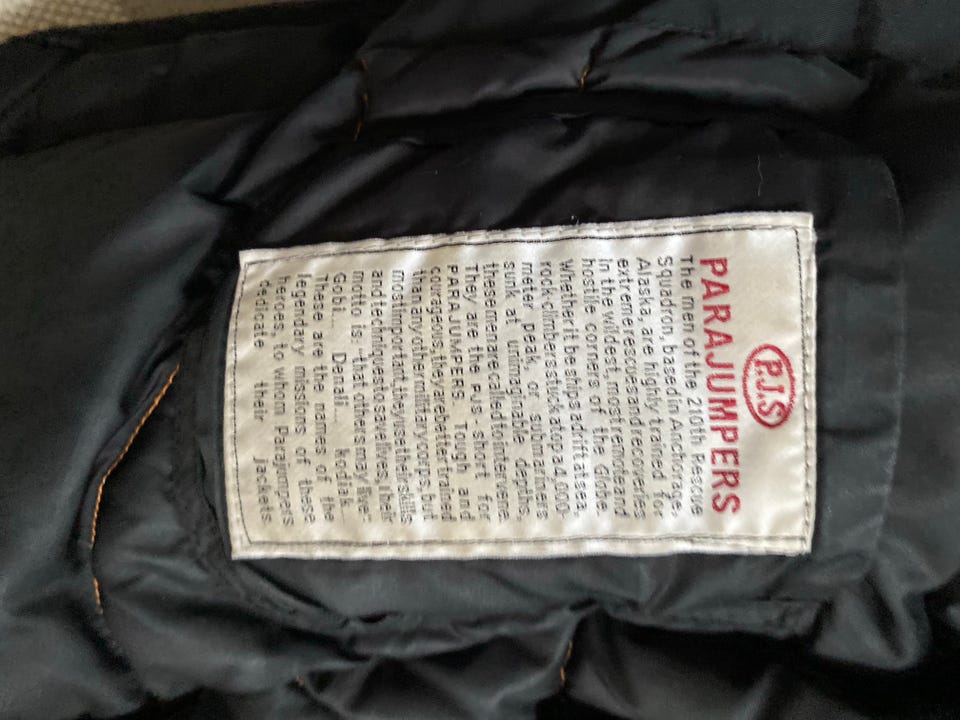 P.J.S
PARAJUMPERS
The men of the 210th Rescue
Squadron, based in Anchorage,
Alaska, are highly trained for
extreme rescues and recoveries
in the wildest, most remote and
hostile corners of the Globe.
Whether it be ships adrift at sea,
rock-climbers stuck atop a 4,000-
meter peak, or submariners
sunk at unimaginable depths,
these men are called to intervene.
They are the PJs - short for
PARAJUMPERS. Tough and
courageous, they are better trained
than any other military corps, but
most important, they use their skills
and techniques to save lives, their
motto is: -that others may live-
Gobi... Denali... kodiak...
These are the names of the
legendary missions of these
heroes, to whom Parajumpers
dedicate their jackets